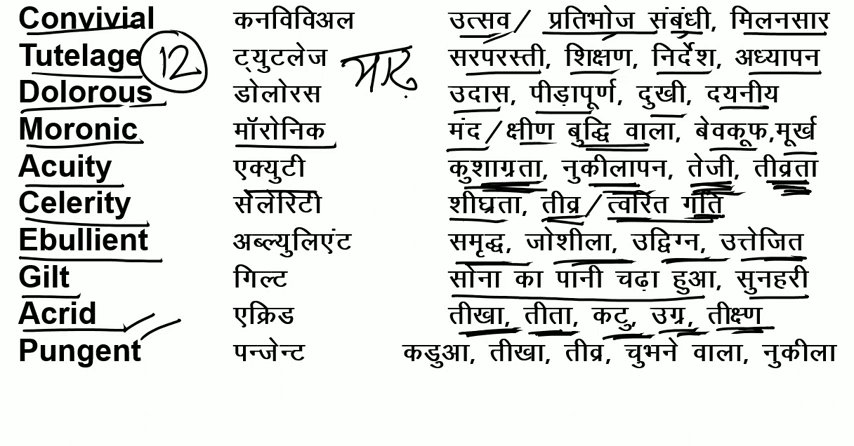 Convivial कनविविअल उत्सव/ प्रतिभोज संबंधी, मिलनसार
Tutelage 12 ट्युटलेज सरपरस्ती, शिक्षण, निर्देश, अध्यापन
Dolorous डोलोरस उदास, पीड़ापूर्ण, दुखी, दयनीय
Moronic मॉरोनिक मंद/क्षीण बुद्धि वाला, बेवकूफ,मूर्ख
Acuity एक्युटी कुशाग्रता, नुकीलापन, तेजी, तीव्रता
Celerity सेलेरिटी शीघ्रता, तीव्र/त्वरित गति
Ebullient अब्ल्युलिएंट समृद्ध, जोशीला, उद्विग्न, उत्तेजित
Gilt गिल्ट सोना का पानी चढ़ा हुआ, सुनहरी
Acrid एक्रिड तीखा, तीता, कटु, उग्र, तीक्ष्ण
Pungent पन्जेन्ट कडुआ, तीखा, तीव्र, चुभने वाला, नुकीला